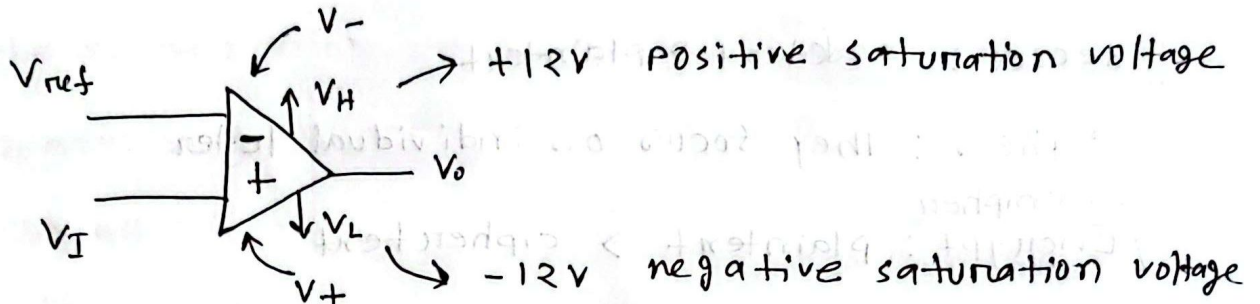 V-
Vref
VH → +12V positive saturation voltage
-
+
Vo
VI
VL
→ -12V negative saturation voltage
V+